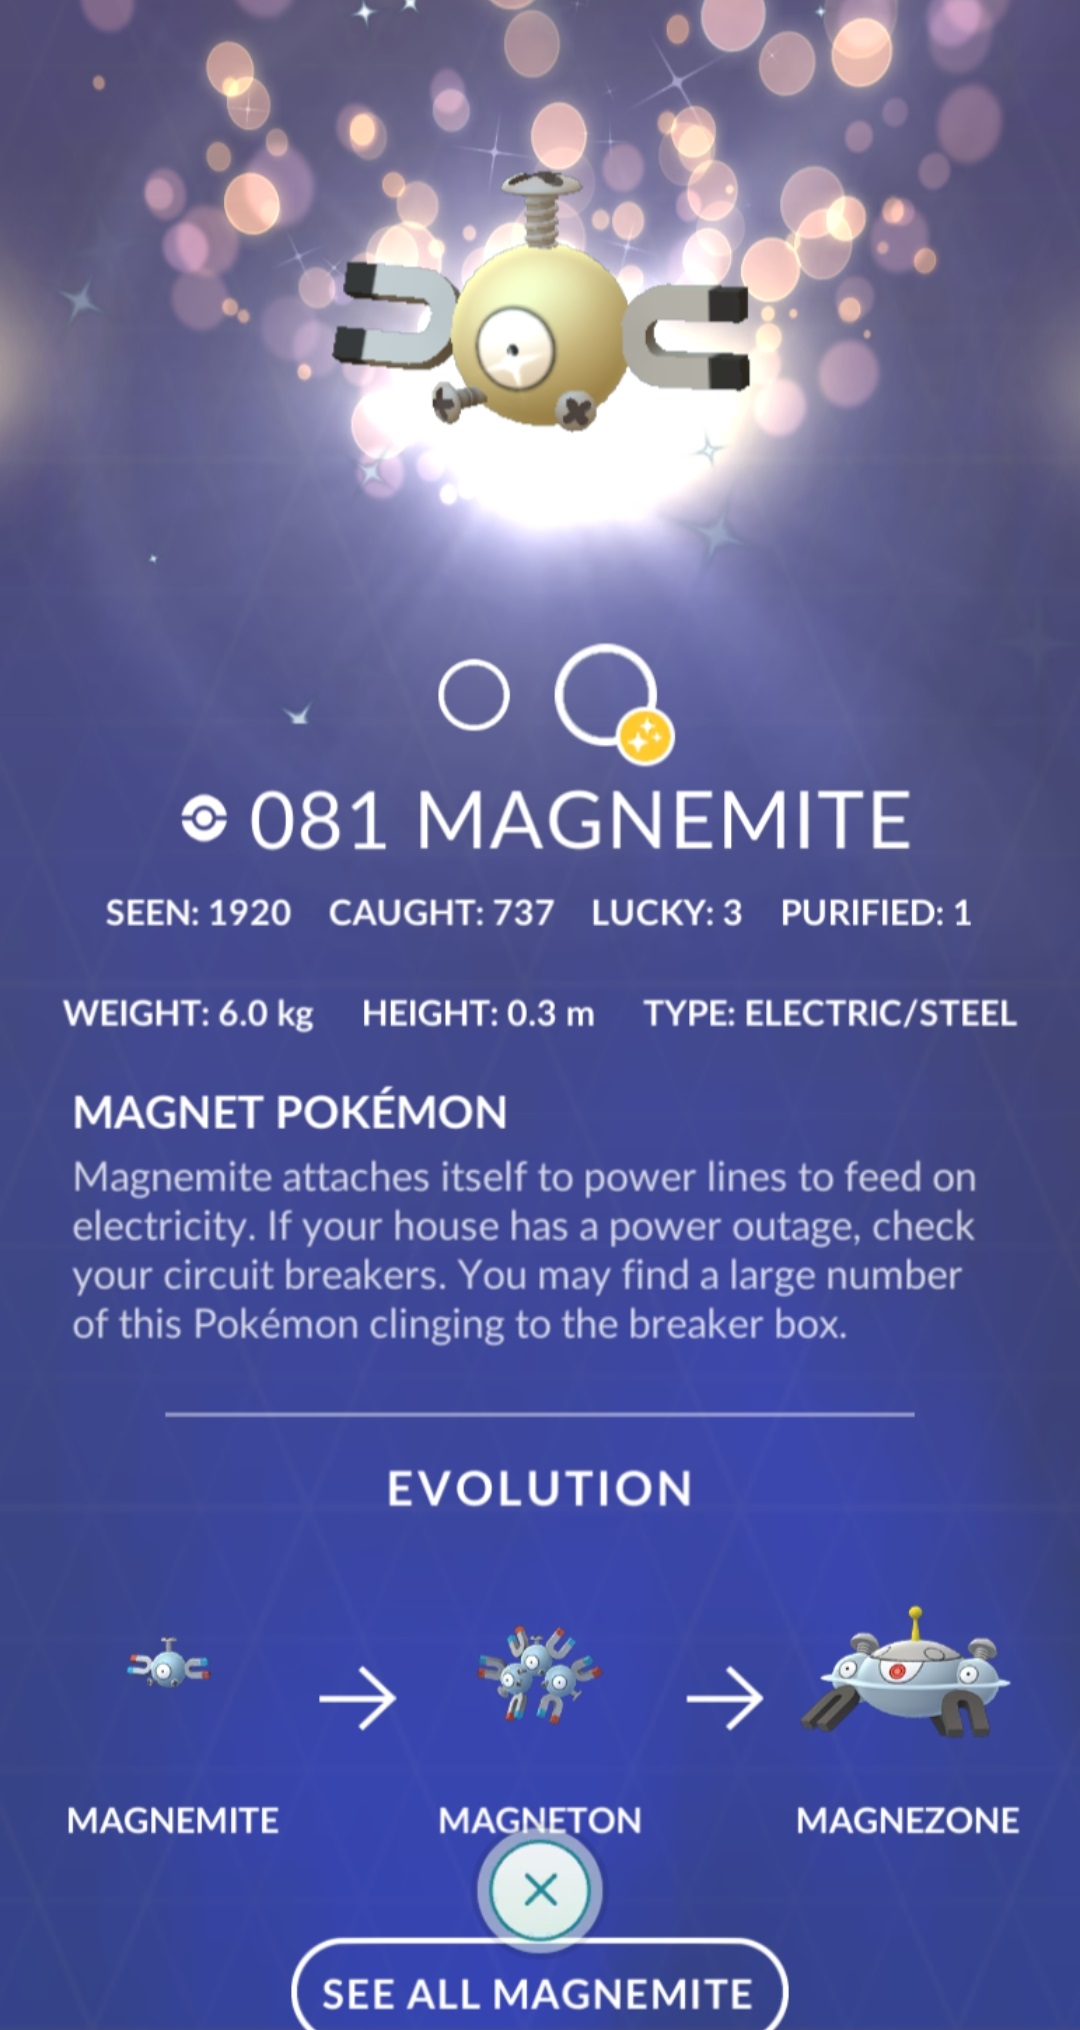 081 MAGNEMITE
SEEN: 1920 CAUGHT: 737 LUCKY: 3 PURIFIED: 1
WEIGHT: 6.0 kg HEIGHT: 0.3 m TYPE: ELECTRIC/STEEL
MAGNET POKÉMON
Magnemite attaches itself to power lines to feed on
electricity. If your house has a power outage, check
your circuit breakers. You may find a large number
of this Pokémon clinging to the breaker box.
EVOLUTION
MAGNEMITE MAGNETON MAGNEZONE
SEE ALL MAGNEMITE